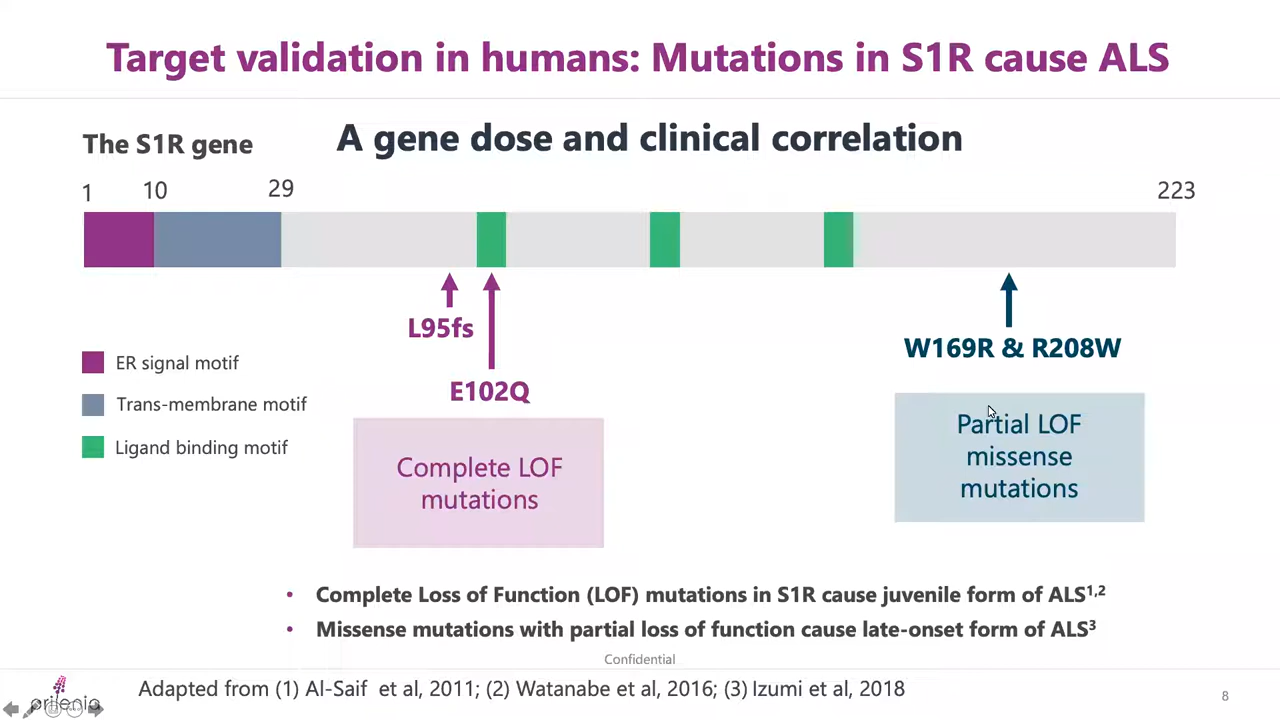 Target validation in humans: Mutations in S1R cause ALS
The S1R gene
A gene dose and clinical correlation
1
10
29
223
L95fs
E102Q
W169R & R208W
ER signal motif
Trans-membrane motif
Ligand binding motif
Complete LOF
mutations
Partial LOF
missense
mutations
• Complete Loss of Function (LOF) mutations in S1R cause juvenile form of ALS1,2
• Missense mutations with partial loss of function cause late-onset form of ALS3
Confidential
prilenia
Adapted from (1) Al-Saif et al, 2011; (2) Watanabe et al, 2016; (3) Izumi et al, 2018
8